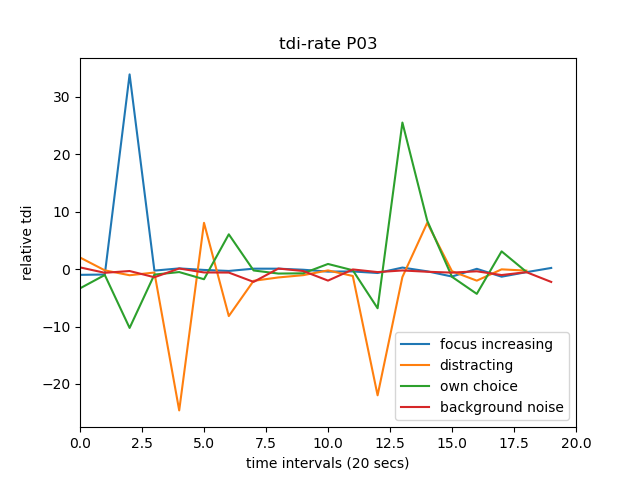 tdi-rate P03
relative tdi
30
20
10
0
−10
−20
0.0 2.5 5.0 7.5 10.0 12.5 15.0 17.5 20.0
time intervals (20 secs)
focus increasing
distracting
own choice
background noise